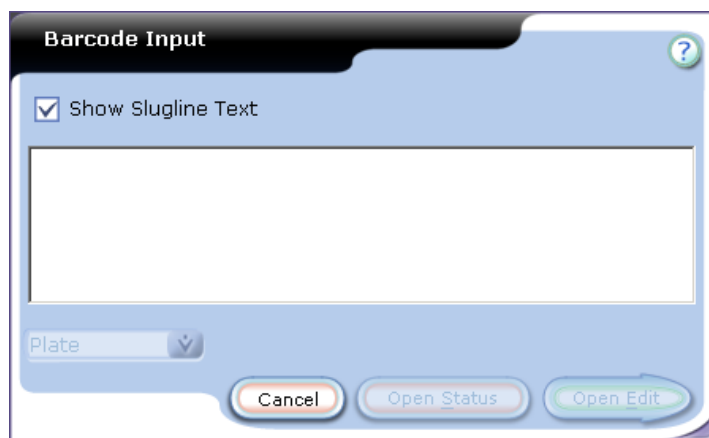 Barcode Input
?
Show Slugline Text
Plate
Cancel
Open Status
Open Edit